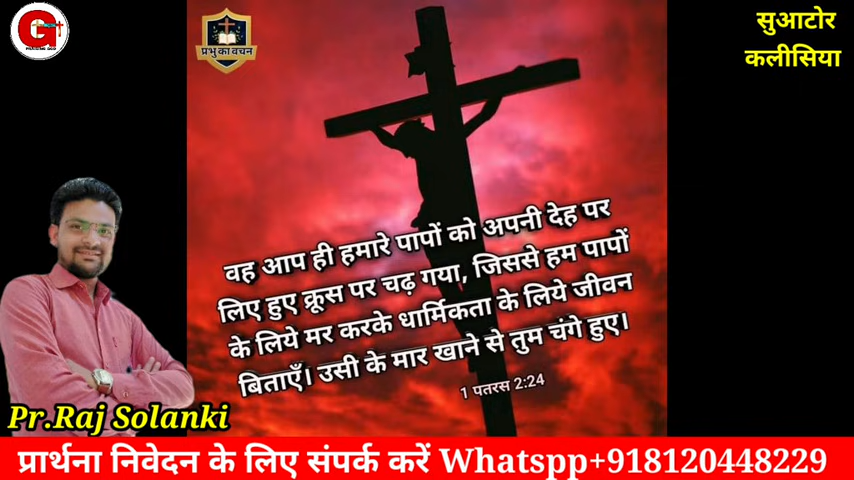 G
प्रभु का वचन
सुआटोर
कलीसिया
वह आप ही हमारे पापों को अपनी देह पर
लिए हुए क्रूस पर चढ़ गया, जिससे हम पापों
के लिये मर करके धार्मिकता के लिये जीवन
बिताएँ। उसी के मार खाने से तुम चंगे हुए।
1 पतरस 2:24
Pr.Raj Solanki
प्रार्थना निवेदन के लिए संपर्क करें Whatspp+918120448229